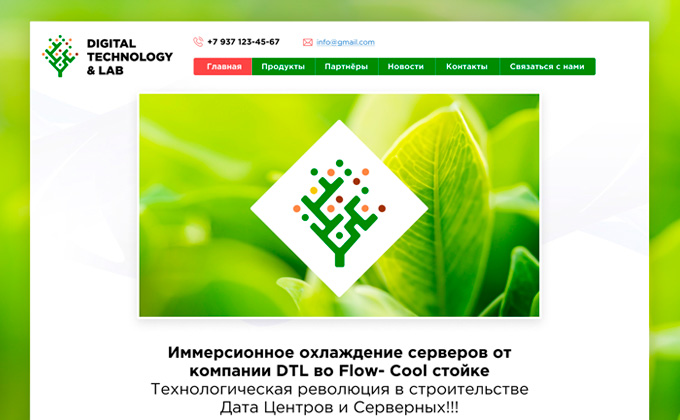 DIGITAL
TECHNOLOGY
& LAB
+7 937 123-45-67
info@gmail.com
Главная Продукты Партнёры Новости Контакты Связаться с нами
Иммерсионное охлаждение серверов от
компании DTL во Flow- Cool стойке
Технологическая революция в строительстве
Дата Центров и Серверных!!!